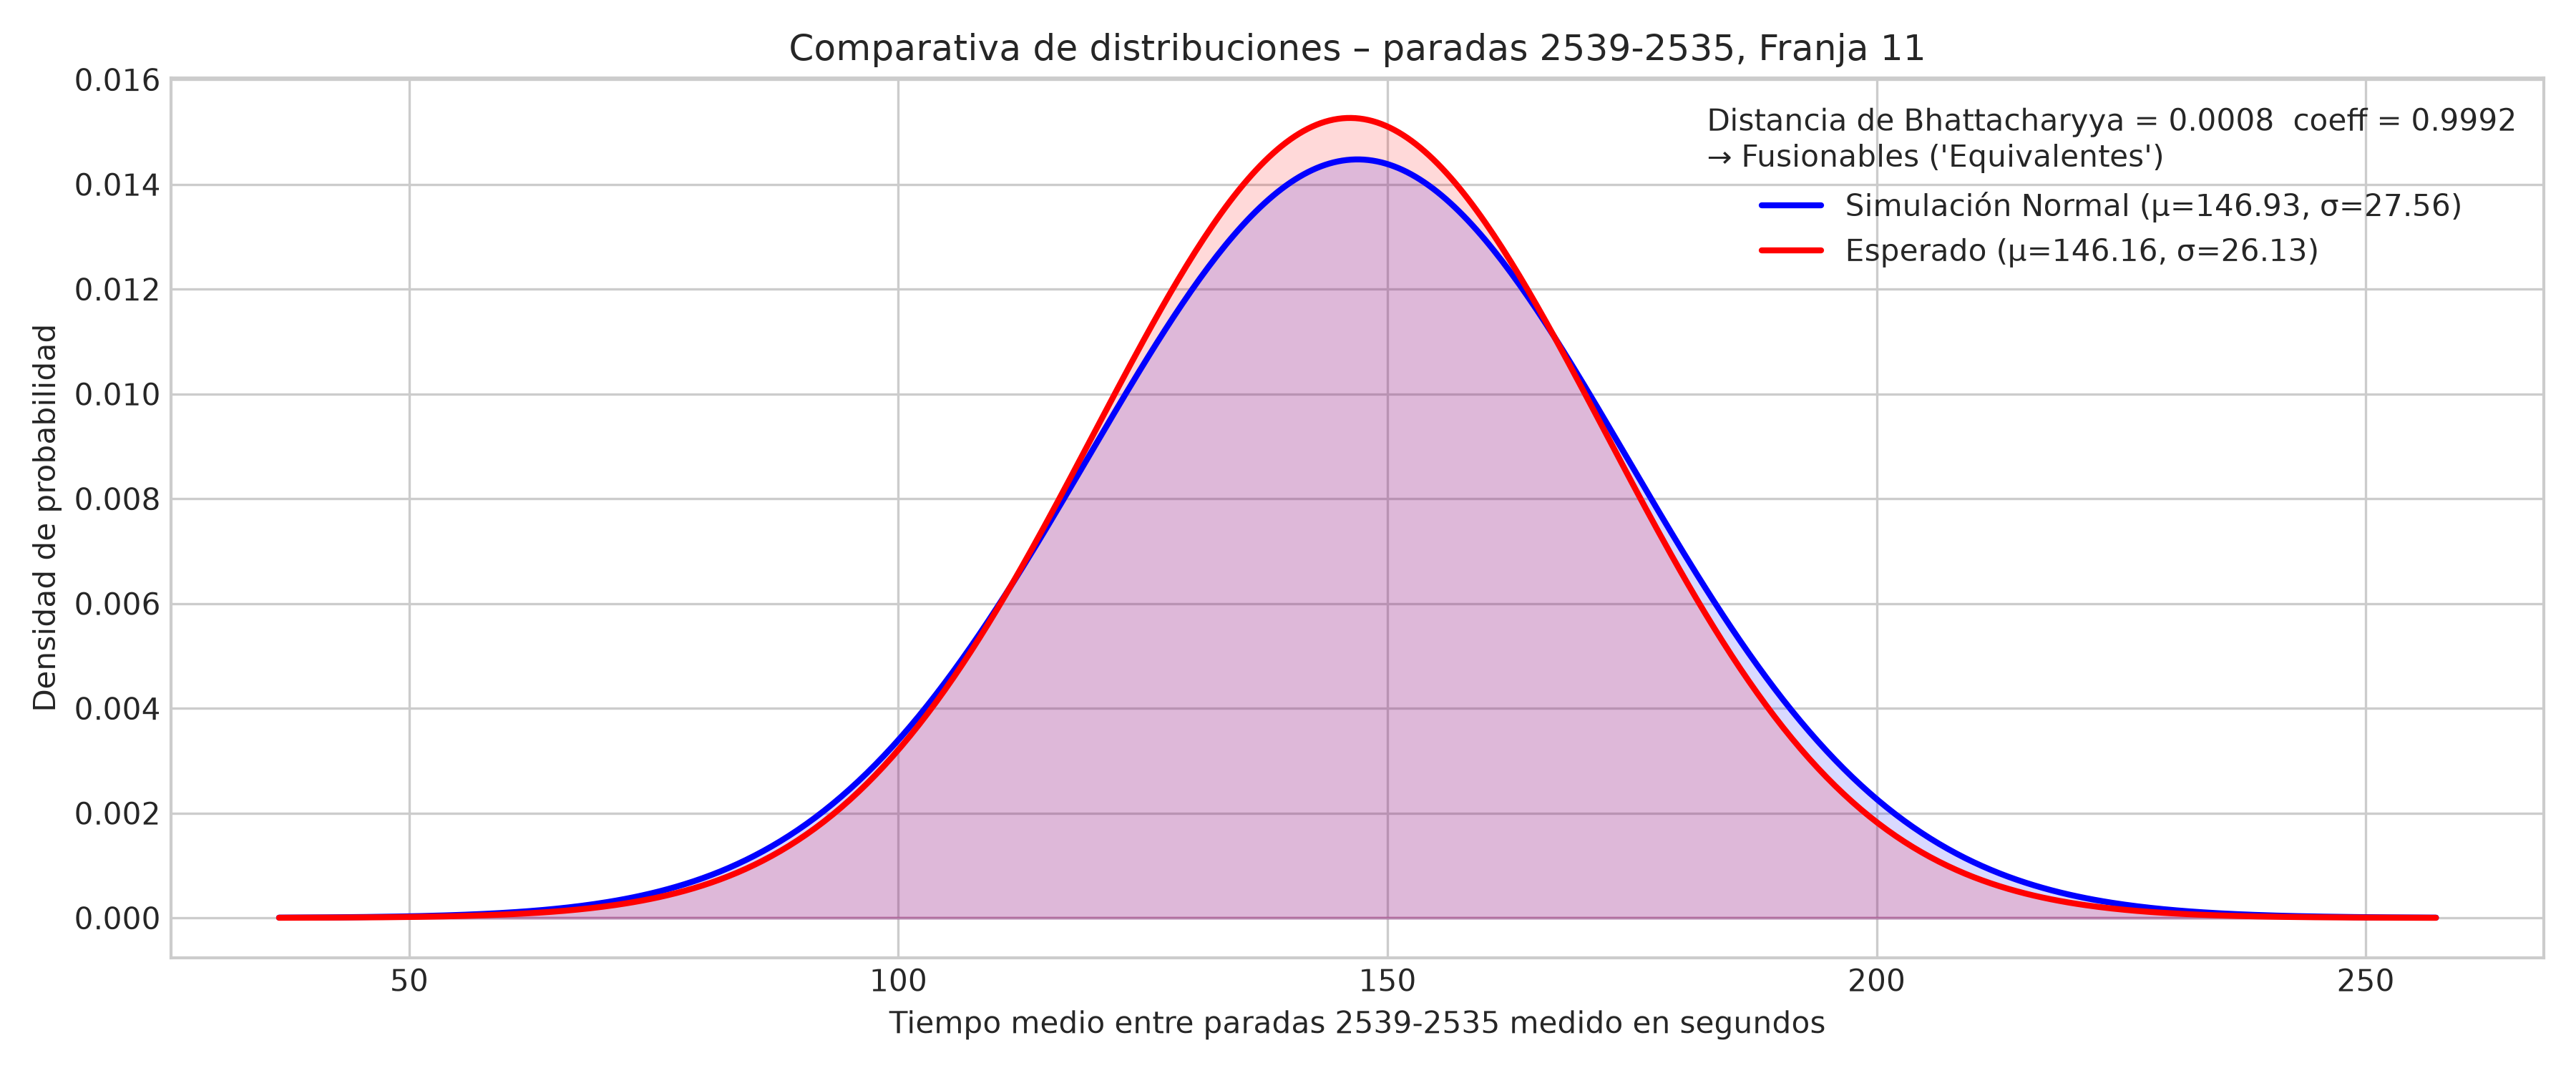 Comparativa de distribuciones – paradas 2539-2535, Franja 11
Distancia de Bhattacharyya = 0.0008  coeff = 0.9992
→ Fusionables ('Equivalentes')
Simulación Normal (μ=146.93, σ=27.56)
Esperado (μ=146.16, σ=26.13)
Densidad de probabilidad
0.016
0.014
0.012
0.010
0.008
0.006
0.004
0.002
0.000
50 100 150 200 250
Tiempo medio entre paradas 2539-2535 medido en segundos